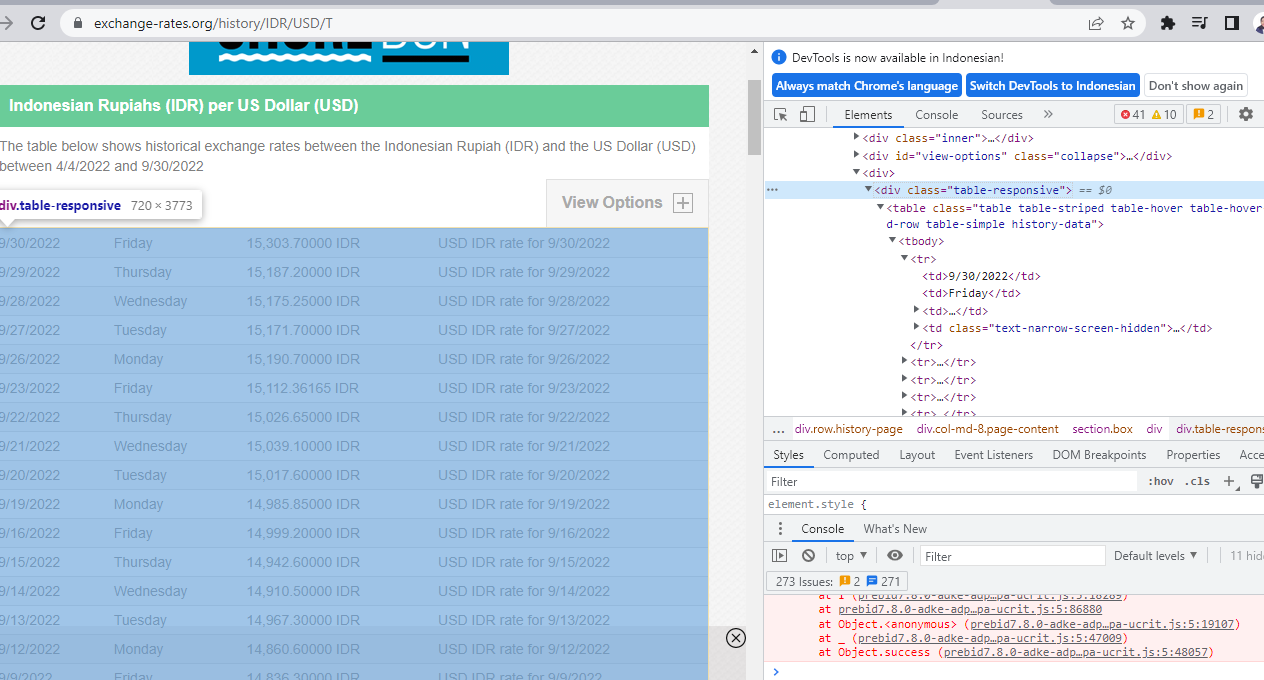 exchange-rates.org/history/IDR/USD/T
Indonesian Rupiahs (IDR) per US Dollar (USD)
The table below shows historical exchange rates between the Indonesian Rupiah (IDR) and the US Dollar (USD)
between 4/4/2022 and 9/30/2022
div.table-responsive 720 × 3773
View Options
9/30/2022 Friday 15,303.70000 IDR USD IDR rate for 9/30/2022
9/29/2022 Thursday 15,187.20000 IDR USD IDR rate for 9/29/2022
9/28/2022 Wednesday 15,175.25000 IDR USD IDR rate for 9/28/2022
9/27/2022 Tuesday 15,171.70000 IDR USD IDR rate for 9/27/2022
9/26/2022 Monday 15,190.70000 IDR USD IDR rate for 9/26/2022
9/23/2022 Friday 15,112.36165 IDR USD IDR rate for 9/23/2022
9/22/2022 Thursday 15,026.65000 IDR USD IDR rate for 9/22/2022
9/21/2022 Wednesday 15,039.10000 IDR USD IDR rate for 9/21/2022
9/20/2022 Tuesday 15,017.60000 IDR USD IDR rate for 9/20/2022
9/19/2022 Monday 14,985.85000 IDR USD IDR rate for 9/19/2022
9/16/2022 Friday 14,999.20000 IDR USD IDR rate for 9/16/2022
9/15/2022 Thursday 14,942.60000 IDR USD IDR rate for 9/15/2022
9/14/2022 Wednesday 14,910.50000 IDR USD IDR rate for 9/14/2022
9/13/2022 Tuesday 14,967.30000 IDR USD IDR rate for 9/13/2022
9/12/2022 Monday 14,860.60000 IDR USD IDR rate for 9/12/2022
9/9/2022 Friday 14,836.30000 IDR USD IDR rate for 9/9/2022
DevTools is now available in Indonesian!
Always match Chrome's language Switch DevTools to Indonesian Don't show again
Elements Console Sources » 41 10 2
<div class="inner">…</div>
<div id="view-options" class="collapse">…</div>
<div>
… <div class="table-responsive"> == $0
<table class="table table-striped table-hover table-hover
d-row table-simple history-data">
<tbody>
<tr>
<td>9/30/2022</td>
<td>Friday</td>
<td>…</td>
<td class="text-narrow-screen-hidden">…</td>
</tr>
<tr>…</tr>
<tr>…</tr>
<tr>…</tr>
<tr>…</tr>
… div.row.history-page div.col-md-8.page-content section.box div div.table-respons
Styles Computed Layout Event Listeners DOM Breakpoints Properties Acce
Filter :hov .cls +
element.style {
Console What's New
top Filter Default levels 11 hid
273 Issues: 2 271
at prebid7.8.0-adke-adp…pa-ucrit.js:5:86880
at Object.<anonymous> (prebid7.8.0-adke-adp…pa-ucrit.js:5:19107)
at _ (prebid7.8.0-adke-adp…pa-ucrit.js:5:47009)
at Object.success (prebid7.8.0-adke-adp…pa-ucrit.js:5:48057)